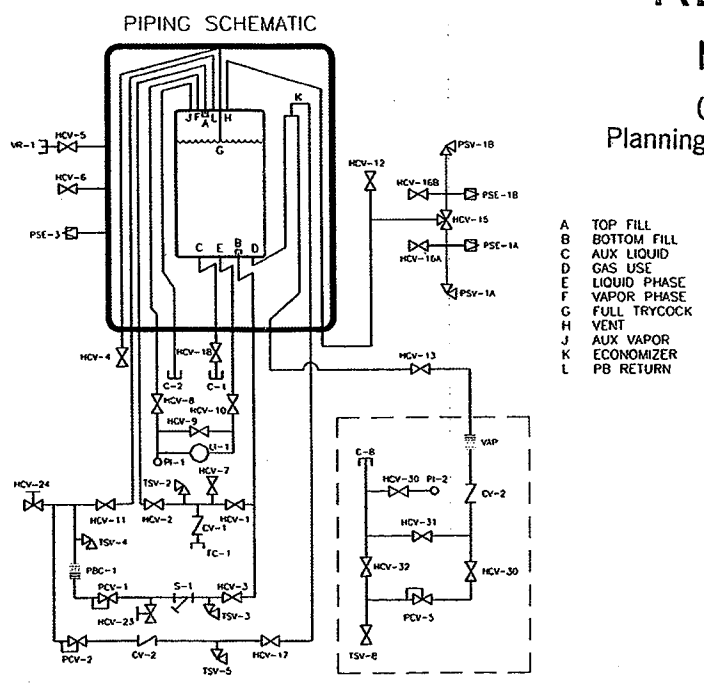 PIPING SCHEMATIC
Planning
K
J F L H
A
G
VR-1
HCV-5
HCV-6
PSE-3
HCV-12
PSV-1B
HCV-16B
PSE-1B
HCV-15
HCV-16A
PSE-1A
PSV-1A
C E B D
A TOP FILL
B BOTTOM FILL
C AUX LIQUID
D GAS USE
E LIQUID PHASE
F VAPOR PHASE
G FULL TRYCOCK
H VENT
J AUX VAPOR
K ECONOMIZER
L PB RETURN
HCV-4
HCV-18
C-2
C-1
HCV-8
HCV-10
HCV-9
LI-1
PI-1
HCV-13
VAP
C-8
HCV-30
PI-2
CV-2
HCV-31
HCV-32
HCV-30
PCV-5
TSV-8
HCV-24
TSV-2
HCV-7
HCV-11
HCV-2
HCV-1
CV-1
FC-1
TSV-4
PBC-1
PCV-1
S-1
HCV-3
HCV-23
TSV-3
PCV-2
CV-2
TSV-5
HCV-17